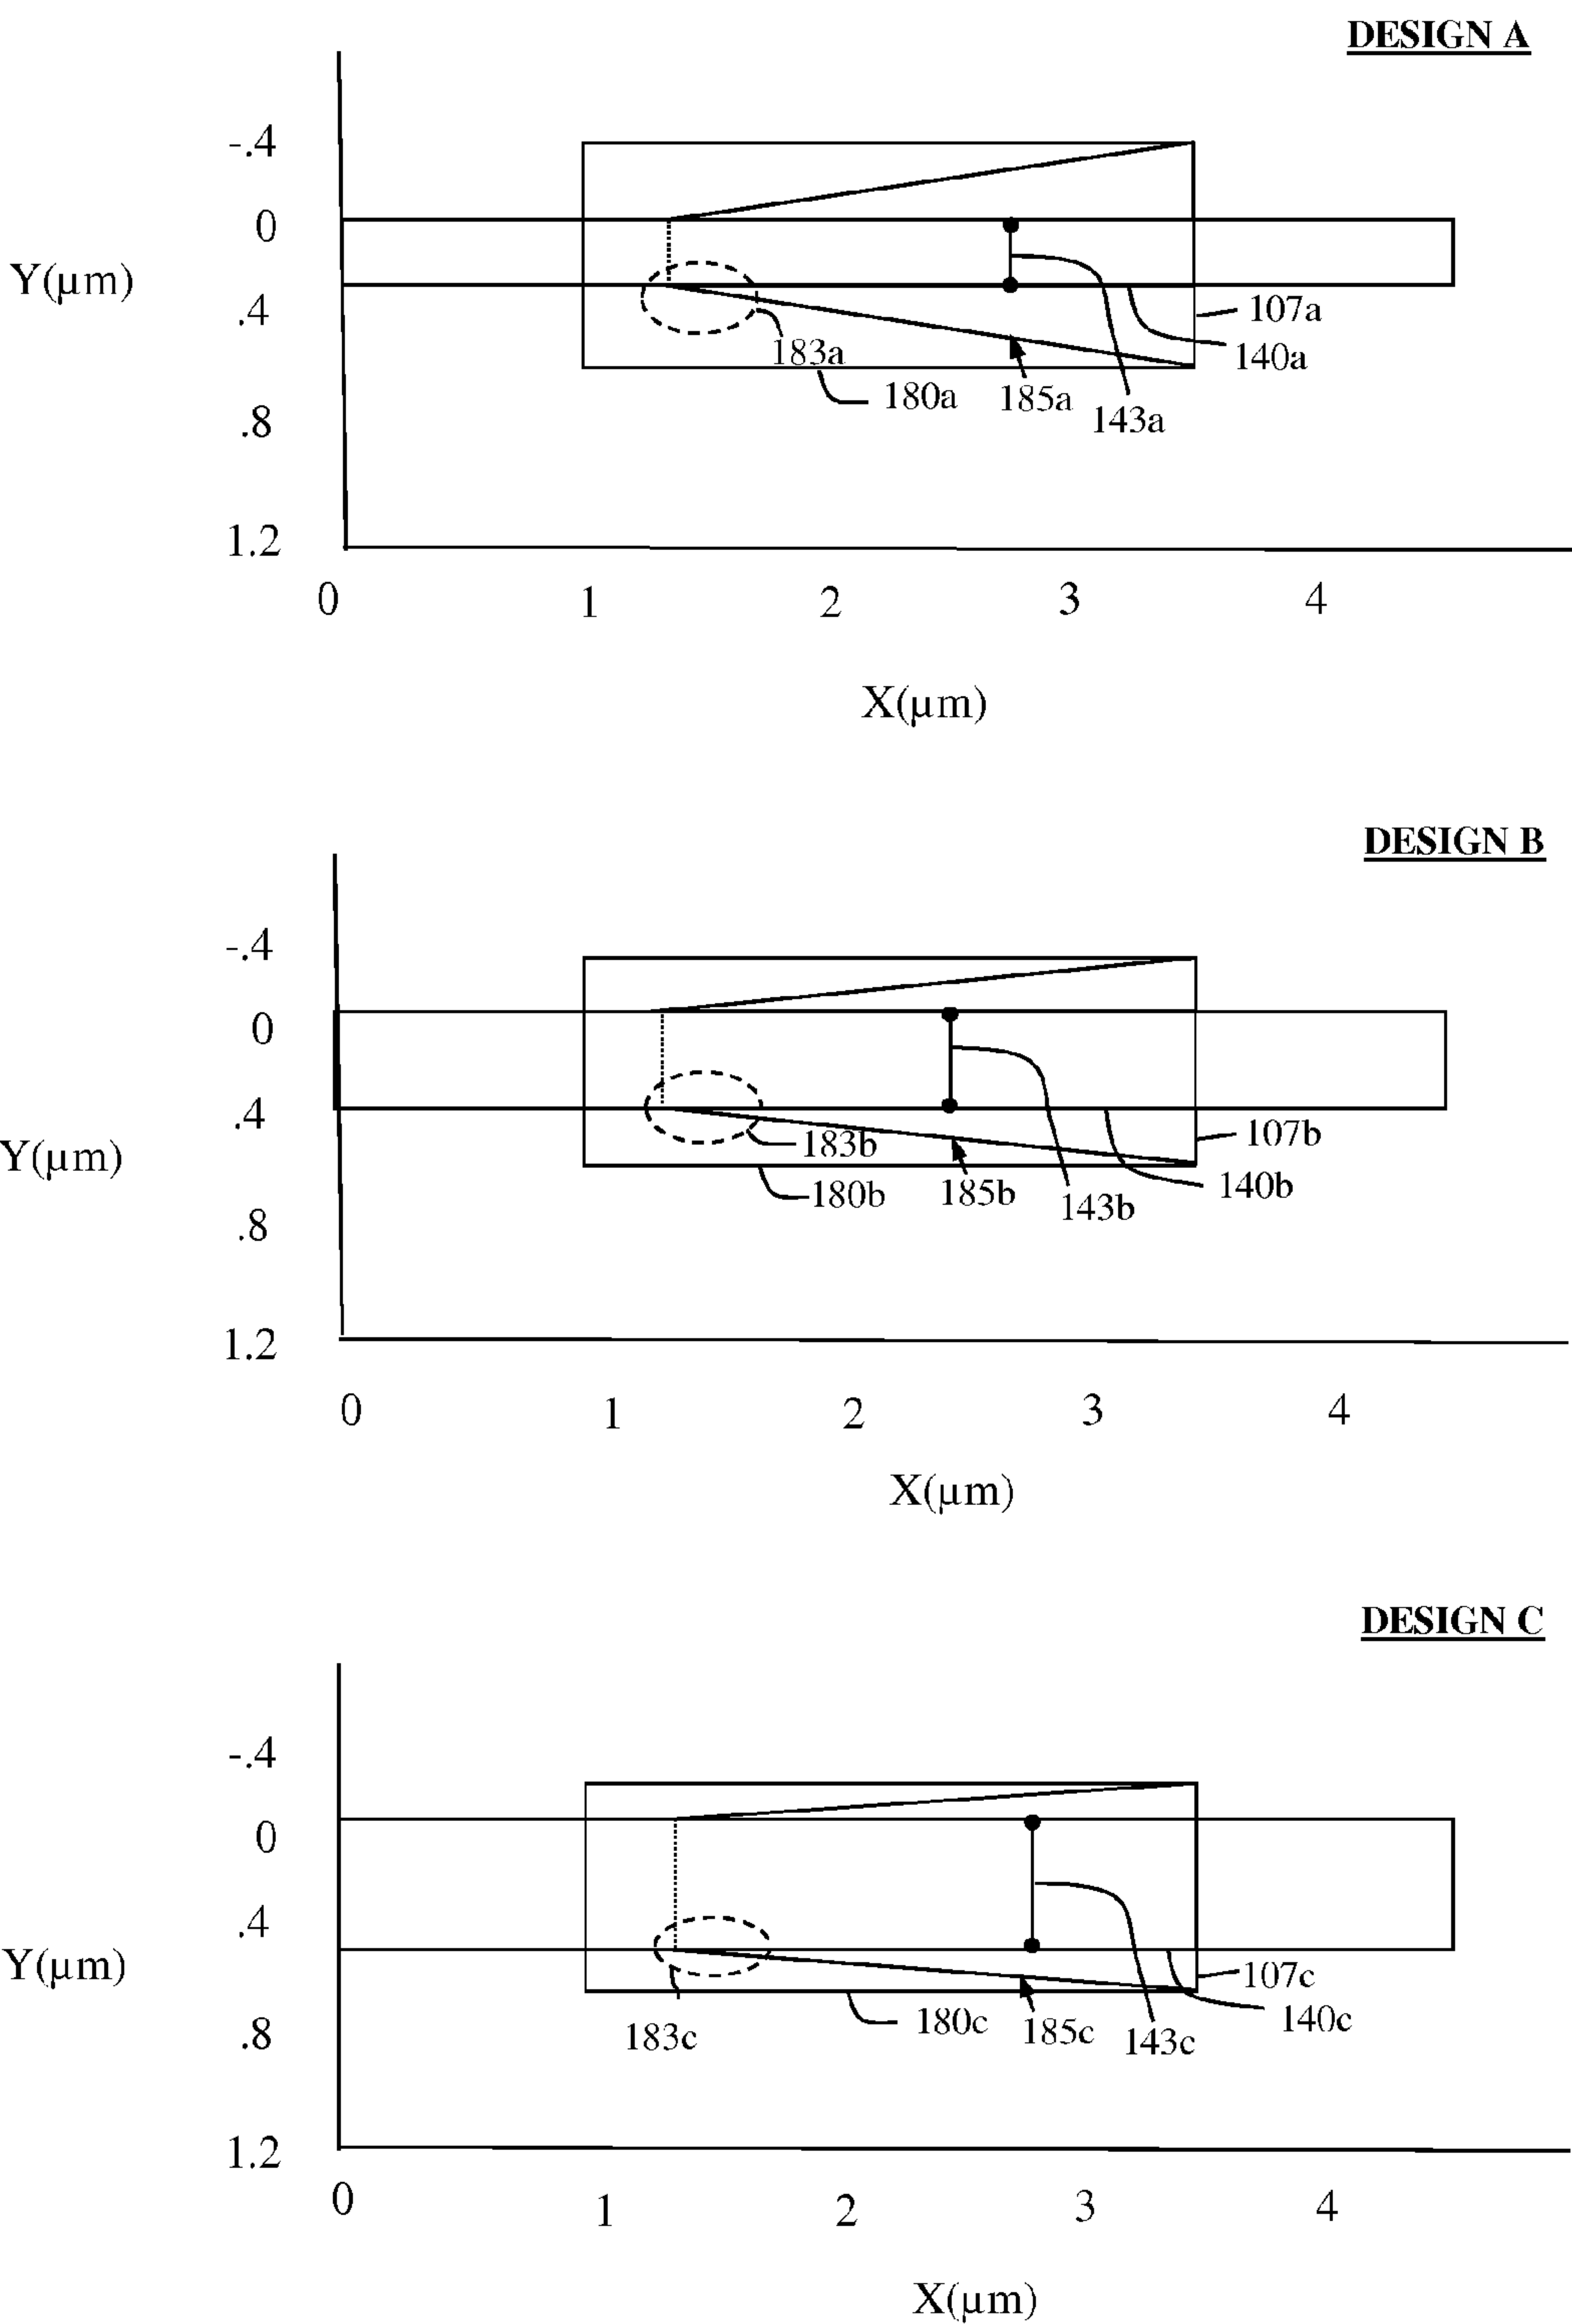 DESIGN A
-.4
0
Y(µm)
.4
107a
183a
140a
180a
185a
143a
.8
1.2
0 1 2 3 4
X(µm)
DESIGN B
-.4
0
.4
107b
183b
Y(µm)
180b
185b
143b
140b
.8
1.2
0 1 2 3 4
X(µm)
DESIGN C
-.4
0
.4
Y(µm)
107c
183c
180c
185c
143c
140c
.8
1.2
0 1 2 3 4
X(µm)